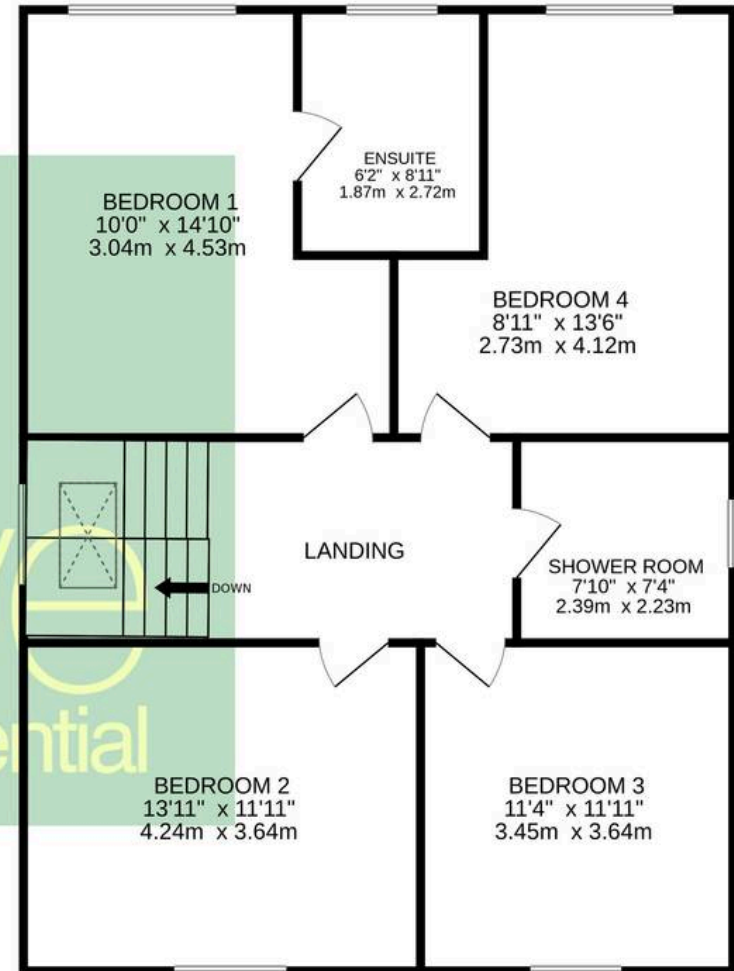 BEDROOM 1
10'0" x 14'10"
3.04m x 4.53m
ENSUITE
6'2" x 8'11"
1.87m x 2.72m
BEDROOM 4
8'11" x 13'6"
2.73m x 4.12m
LANDING
DOWN
SHOWER ROOM
7'10" x 7'4"
2.39m x 2.23m
BEDROOM 2
13'11" x 11'11"
4.24m x 3.64m
BEDROOM 3
11'4" x 11'11"
3.45m x 3.64m